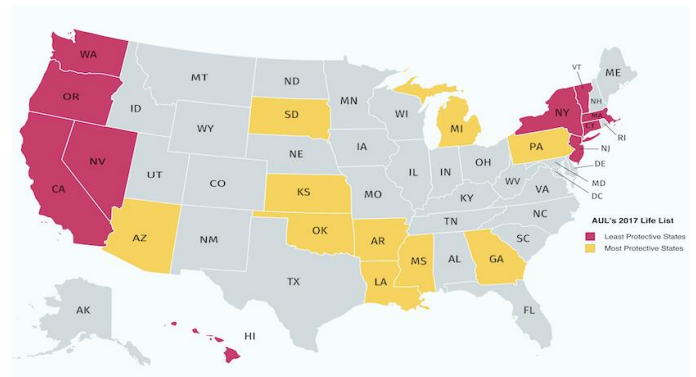 WA
MT
ND
MN
VT
ME
OR
ID
SD
WI
MI
NY
NH
MA
CT
RI
WY
IA
PA
NJ
NV
UT
NE
IL
IN
OH
DE
MD
DC
CA
CO
KS
MO
WV
VA
KY
AZ
NM
OK
AR
TN
NC
SC
TX
LA
MS
AL
GA
FL
AK
HI
AUL's 2017 Life List
Least Protective States
Most Protective States